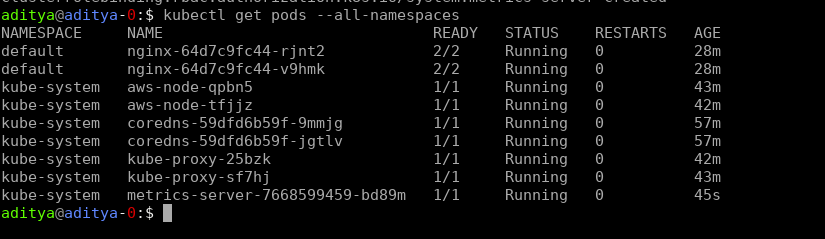 aditya@aditya-0:$ kubectl get pods --all-namespaces
NAMESPACE     NAME                              READY   STATUS    RESTARTS   AGE
default       nginx-64d7c9fc44-rjnt2            2/2     Running   0          28m
default       nginx-64d7c9fc44-v9hmk            2/2     Running   0          28m
kube-system   aws-node-qpbn5                    1/1     Running   0          43m
kube-system   aws-node-tfjjz                    1/1     Running   0          42m
kube-system   coredns-59dfd6b59f-9mmjg          1/1     Running   0          57m
kube-system   coredns-59dfd6b59f-jgtlv          1/1     Running   0          57m
kube-system   kube-proxy-25bzk                  1/1     Running   0          42m
kube-system   kube-proxy-sf7hj                  1/1     Running   0          43m
kube-system   metrics-server-7668599459-bd89m   1/1     Running   0          45s
aditya@aditya-0:$